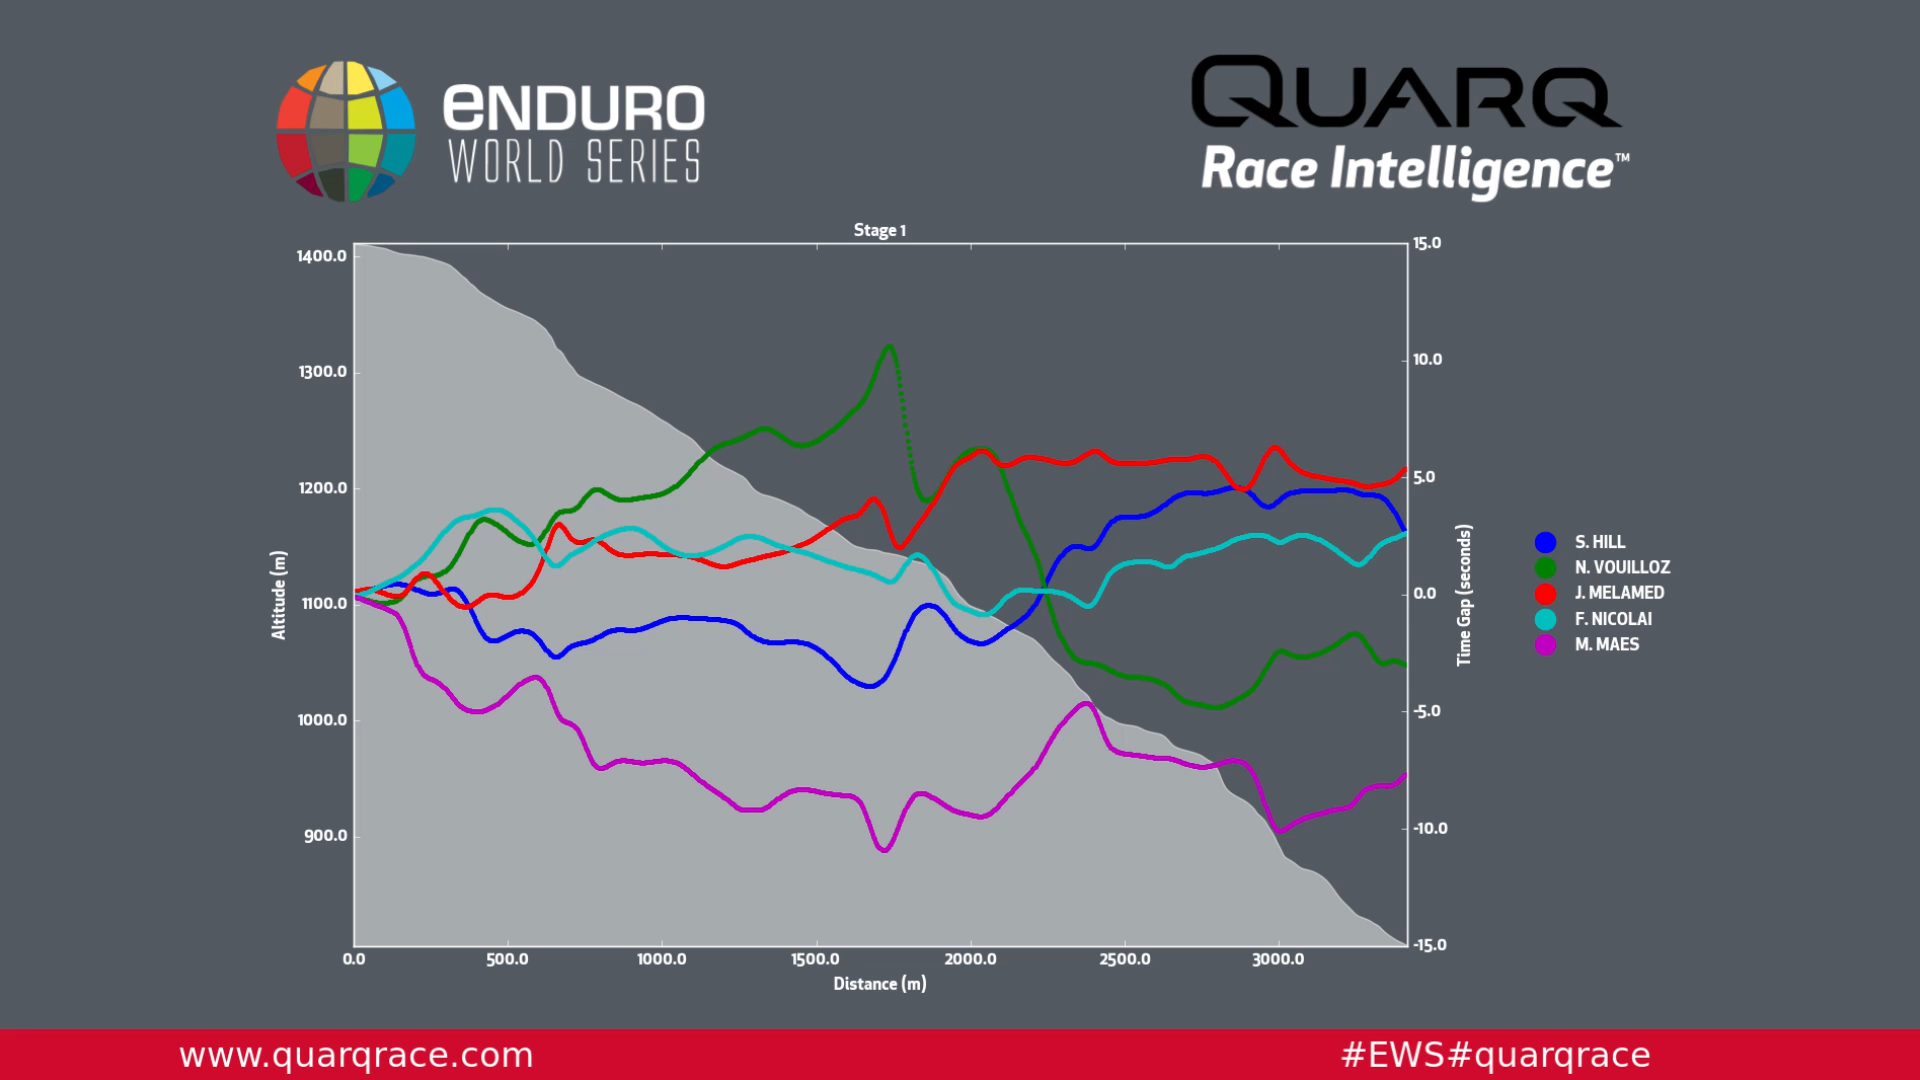 ENDURO
WORLD SERIES
QUARQ
Race Intelligence™
Stage 1
1400.0
1300.0
1200.0
1100.0
1000.0
900.0
Altitude (m)
15.0
10.0
5.0
0.0
-5.0
-10.0
-15.0
Time Gap (seconds)
0.0 500.0 1000.0 1500.0 2000.0 2500.0 3000.0
Distance (m)
S. HILL
N. VOUILLOZ
J. MELAMED
F. NICOLAI
M. MAES
www.quarqrace.com
#EWS#quarqrace